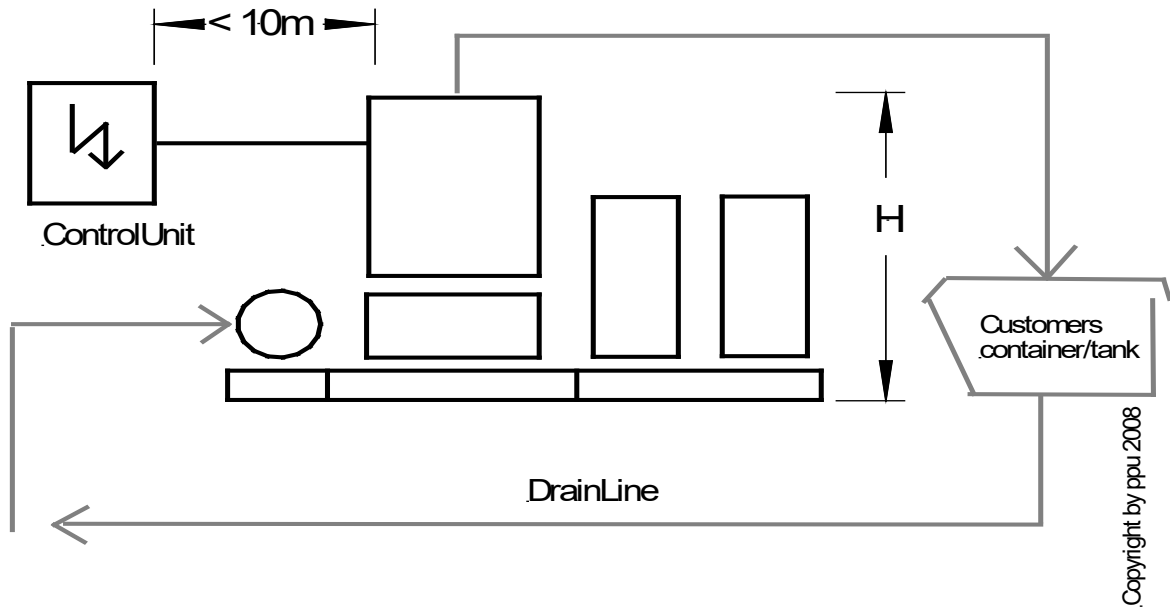 < 10m
.ControlUnit
H
Customers
.container/tank
.DrainLine
.Copyright by ppu 2008